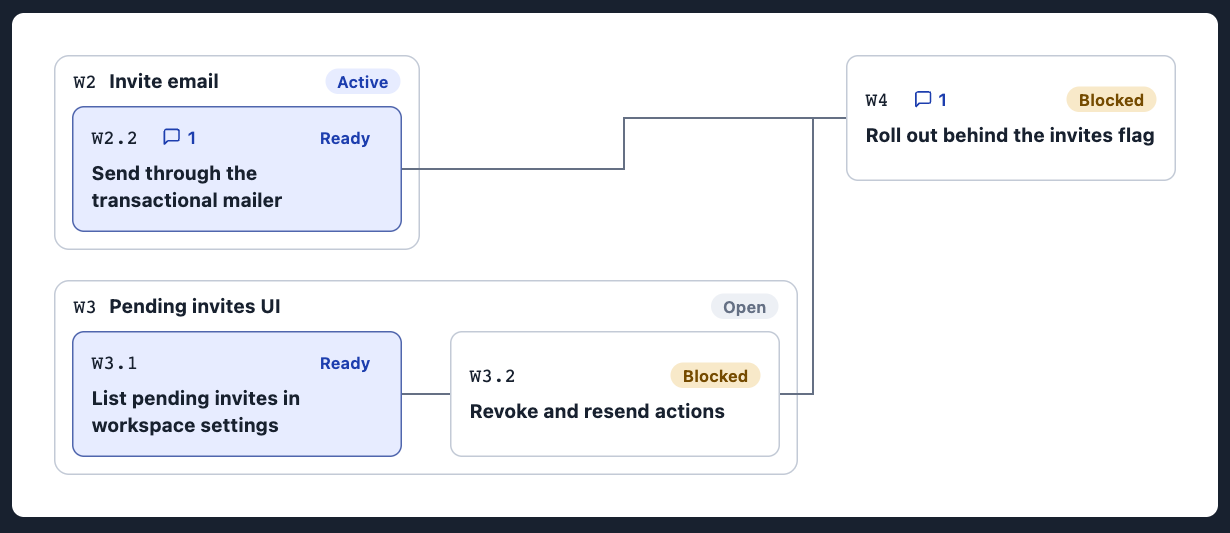 W2 Invite email Active
W2.2 1 Ready
Send through the
transactional mailer
W4 1 Blocked
Roll out behind the invites flag
W3 Pending invites UI Open
W3.1 Ready
List pending invites in
workspace settings
W3.2 Blocked
Revoke and resend actions